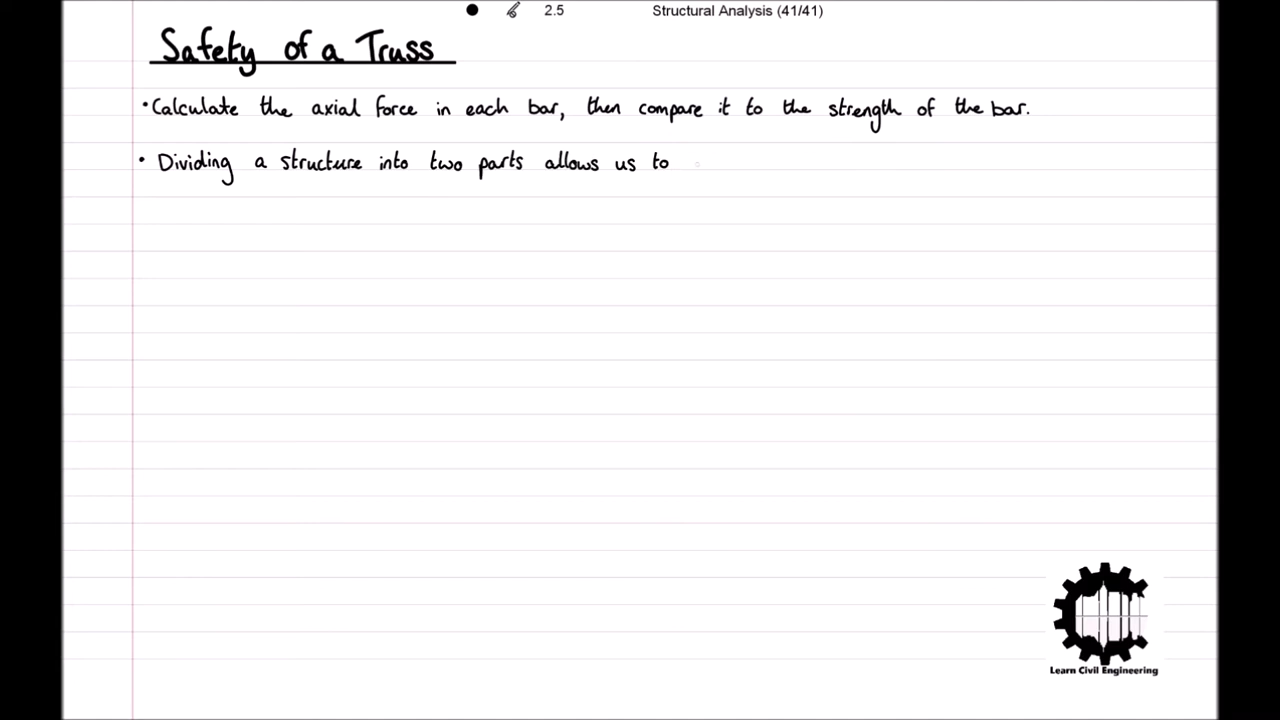 2.5 Structural Analysis (41/41)
Safety of a Truss
• Calculate the axial force in each bar, then compare it to the strength of the bar.
• Dividing a structure into two parts allows us to
Learn Civil Engineering